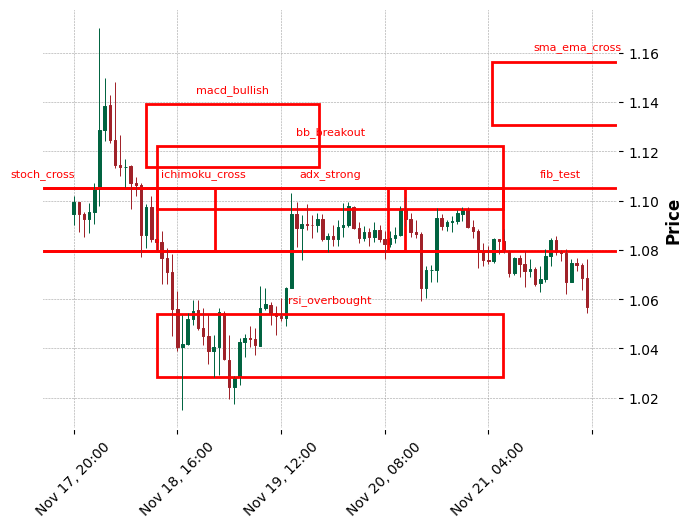 sma_ema_cross
macd_bullish
bb_breakout
stoch_cross
ichimoku_cross
adx_strong
fib_test
rsi_overbought
1.16
1.14
1.12
1.10
1.08
1.06
1.04
1.02
Price
Nov 17, 20:00
Nov 18, 16:00
Nov 19, 12:00
Nov 20, 08:00
Nov 21, 04:00